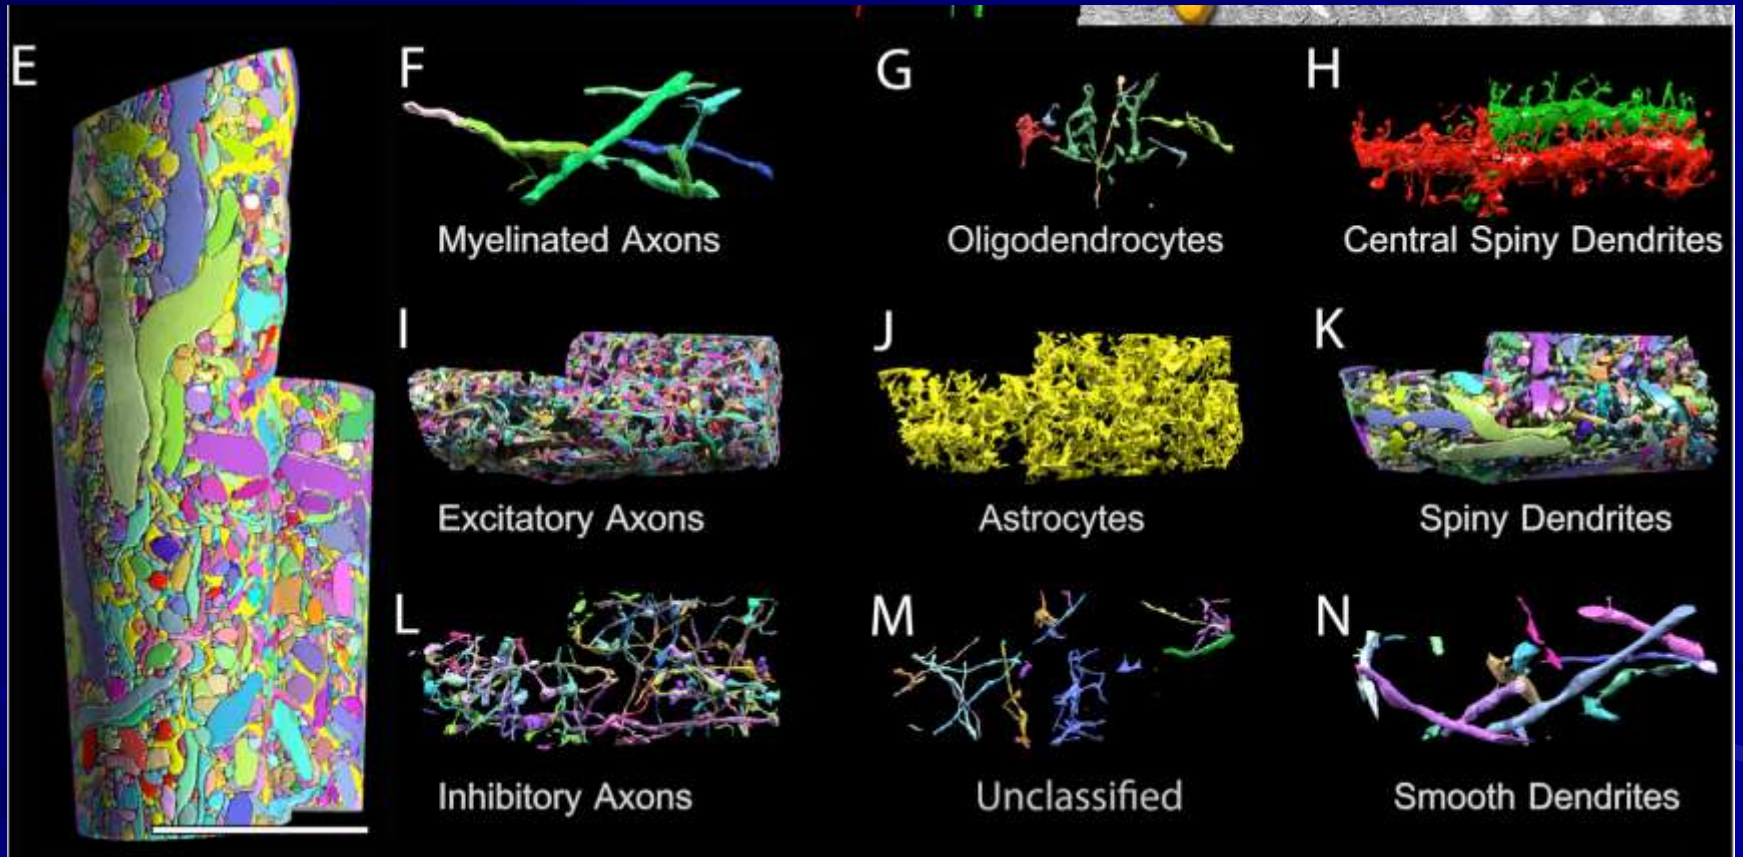 E
F
G
H
Myelinated Axons
Oligodendrocytes
Central Spiny Dendrites
I
J
K
Excitatory Axons
Astrocytes
Spiny Dendrites
L
M
N
Inhibitory Axons
Unclassified
Smooth Dendrites